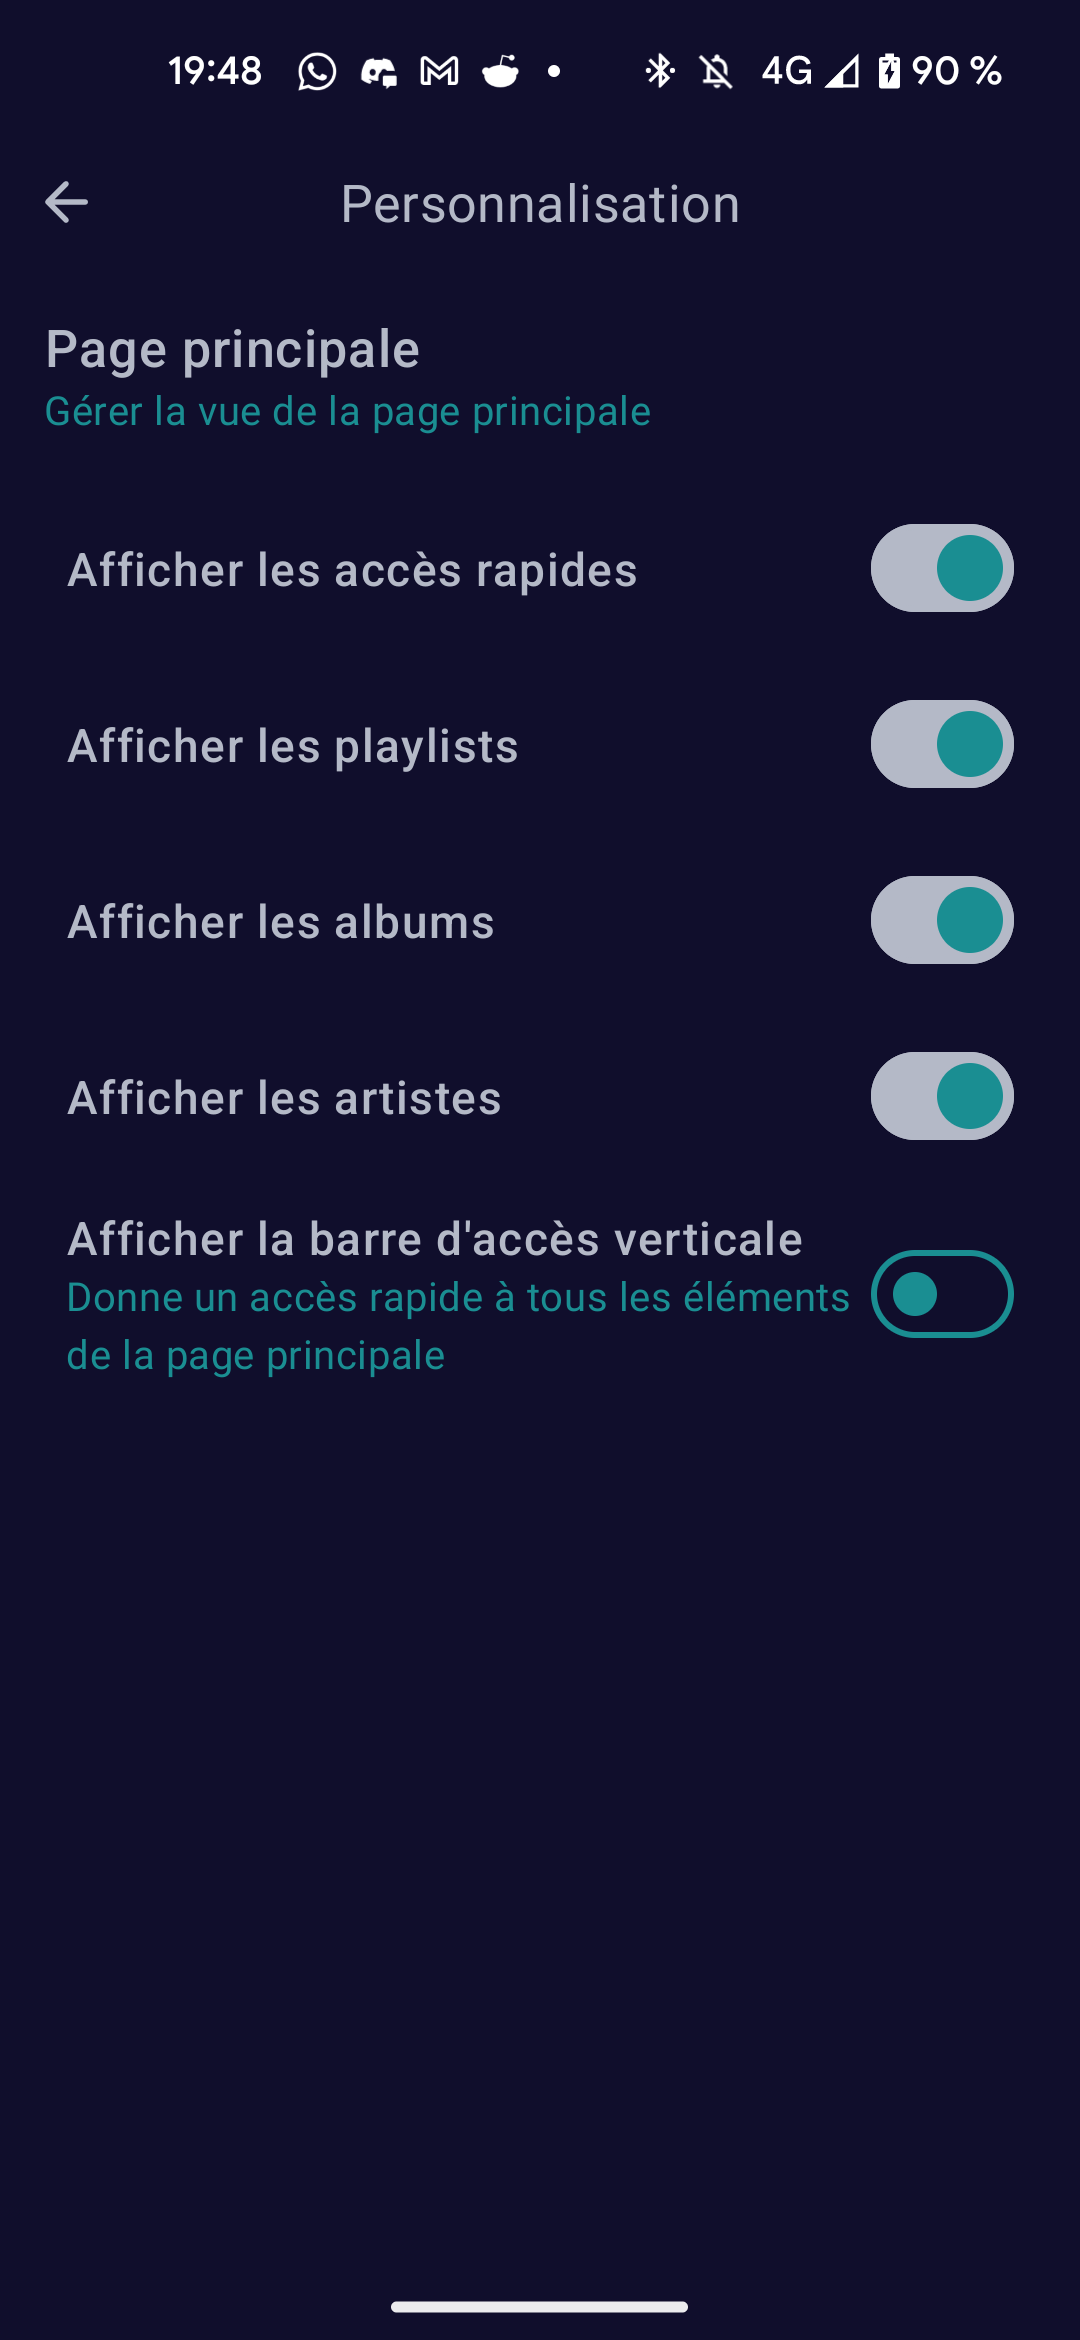 19:48 4G 90 %
Personnalisation
Page principale
Gérer la vue de la page principale
Afficher les accès rapides
Afficher les playlists
Afficher les albums
Afficher les artistes
Afficher la barre d'accès verticale
Donne un accès rapide à tous les éléments
de la page principale